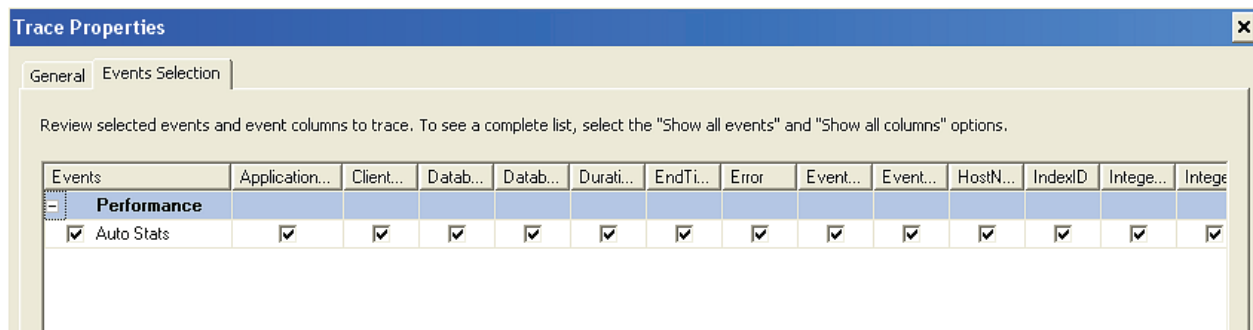 Trace Properties
General Events Selection
Review selected events and event columns to trace. To see a complete list, select the "Show all events" and "Show all columns" options.
Events Application... Client... Datab... Datab... Durati... EndTi... Error Event... Event... HostN... IndexID Intege... Intege
Performance
Auto Stats